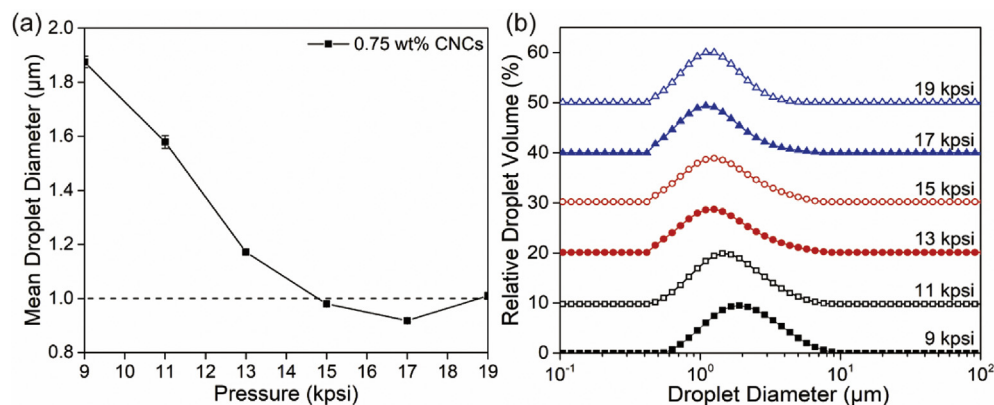 (a)
2.0
1.8
1.6
1.4
1.2
1.0
0.8
Mean Droplet Diameter (µm)
0.75 wt% CNCs
9 10 11 12 13 14 15 16 17 18 19
Pressure (kpsi)
(b)
60
50
40
30
20
10
0
Relative Droplet Volume (%)
19 kpsi
17 kpsi
15 kpsi
13 kpsi
11 kpsi
9 kpsi
10⁻¹ 10⁰ 10¹ 10²
Droplet Diameter (µm)